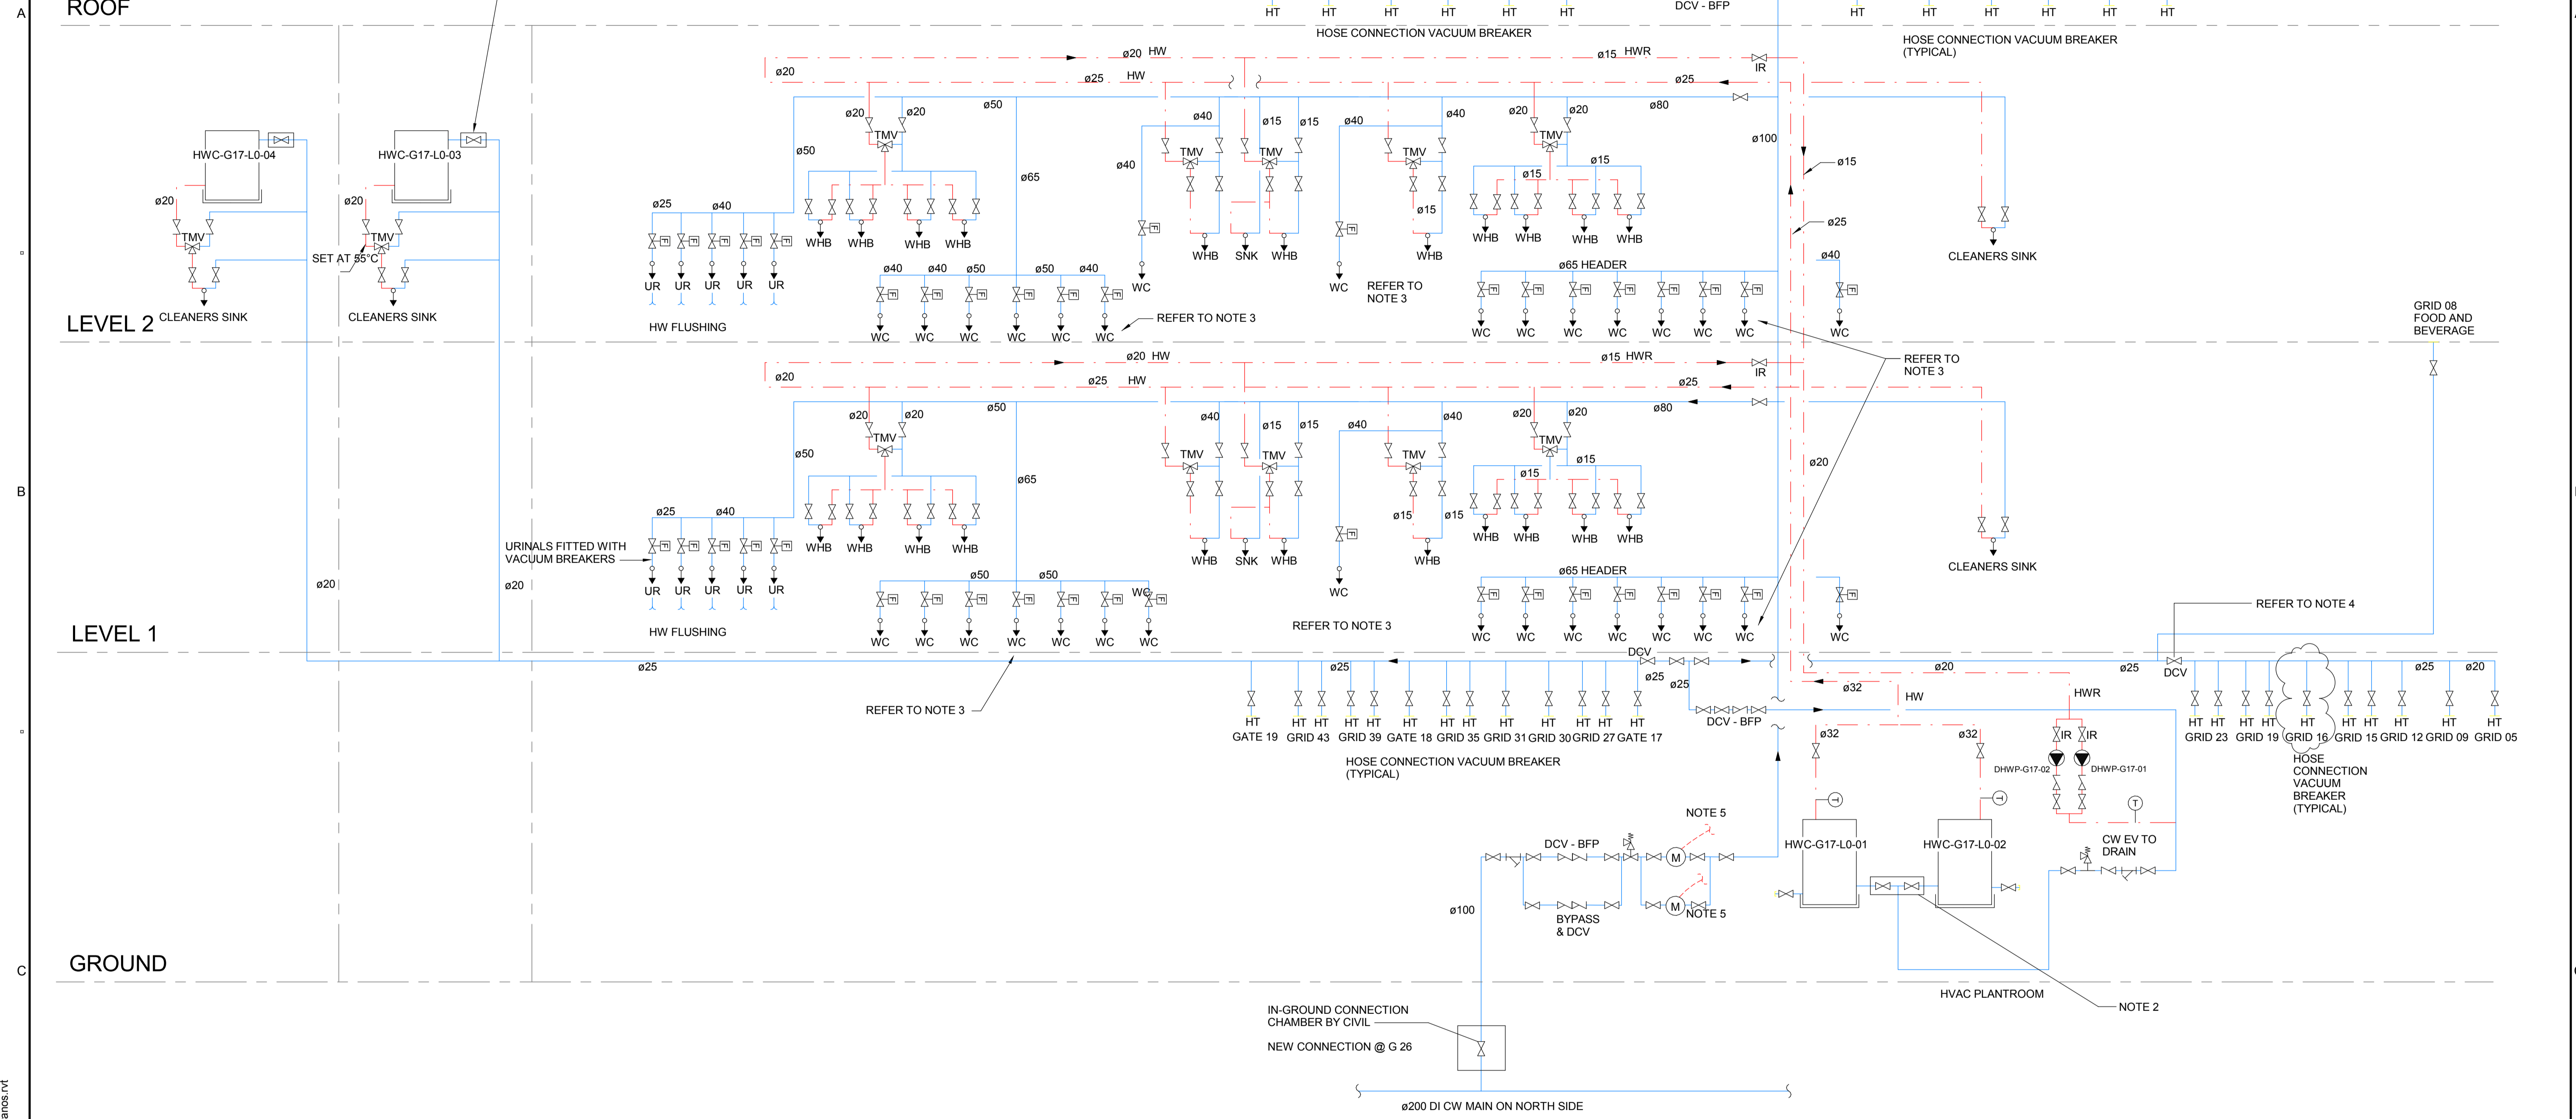 A
ROOF
HT HT HT HT HT HT
DCV - BFP
HT HT HT HT HT HT
HOSE CONNECTION VACUUM BREAKER
HOSE CONNECTION VACUUM BREAKER
(TYPICAL)
ø20 HW
ø15 HWR
IR
ø20
ø25 HW
ø25
ø50
ø80
ø20
ø20
ø40
ø15
ø15
ø40
ø40
ø20
ø20
ø100
TMV
TMV
TMV
TMV
TMV
HWC-G17-L0-04
HWC-G17-L0-03
ø50
ø40
ø15
ø15
ø15
ø65
ø20
ø20
ø25
ø40
ø15
ø25
TMV
TMV
SET AT 55°C
WHB WHB WHB WHB
WHB SNK WHB
WHB
WHB WHB WHB WHB
CLEANERS SINK
ø40
ø40 ø40 ø50 ø50 ø40
ø65 HEADER
UR UR UR UR UR
WC
WC
REFER TO
NOTE 3
CLEANERS SINK
CLEANERS SINK
LEVEL 2
HW FLUSHING
REFER TO NOTE 3
WC WC WC WC WC WC
WC WC WC WC WC WC WC
WC
GRID 08
FOOD AND
BEVERAGE
F F F F F
F F F F F F
F
F
F F F F F F F
F
ø20 HW
ø15 HWR
IR
REFER TO
NOTE 3
ø20
ø25 HW
ø25
ø50
ø80
ø20
ø20
ø40
ø15
ø15
ø40
ø40
ø20
ø20
TMV
TMV
TMV
TMV
TMV
B
ø50
ø65
ø15
ø15
ø20
ø25
ø40
ø15
ø15
URINALS FITTED WITH
VACUUM BREAKERS
WHB WHB WHB WHB
WHB SNK WHB
WHB
WHB WHB WHB WHB
CLEANERS SINK
ø20
ø20
ø50 ø50
ø65 HEADER
UR UR UR UR UR
WC
WC
HW FLUSHING
REFER TO NOTE 3
REFER TO NOTE 4
LEVEL 1
WC WC WC WC WC WC WC
WC WC WC WC WC WC WC
WC
F F F F F
F F F F F F F
F
F F F F F F F
F
DCV
ø25
ø25
ø25
ø25
ø20
ø25
DCV
ø25
ø20
ø32
HW
HWR
REFER TO NOTE 3
HT HT HT HT HT HT HT HT HT HT HT HT HT
DCV - BFP
HT HT HT HT HT HT HT HT HT HT
GATE 19 GRID 43 GRID 39 GATE 18 GRID 35 GRID 31 GRID 30 GRID 27 GATE 17
GRID 23 GRID 19 GRID 16 GRID 15 GRID 12 GRID 09 GRID 05
ø32
ø32
IR
IR
HOSE CONNECTION VACUUM BREAKER
(TYPICAL)
DHWP-G17-02
DHWP-G17-01
HOSE
CONNECTION
VACUUM
BREAKER
(TYPICAL)
T
T
T
NOTE 5
DCV - BFP
M
HWC-G17-L0-01
HWC-G17-L0-02
CW EV TO
DRAIN
ø100
M
NOTE 5
BYPASS
& DCV
C
GROUND
HVAC PLANTROOM
NOTE 2
IN-GROUND CONNECTION
CHAMBER BY CIVIL
NEW CONNECTION @ G 26
ø200 DI CW MAIN ON NORTH SIDE
anos.rvt